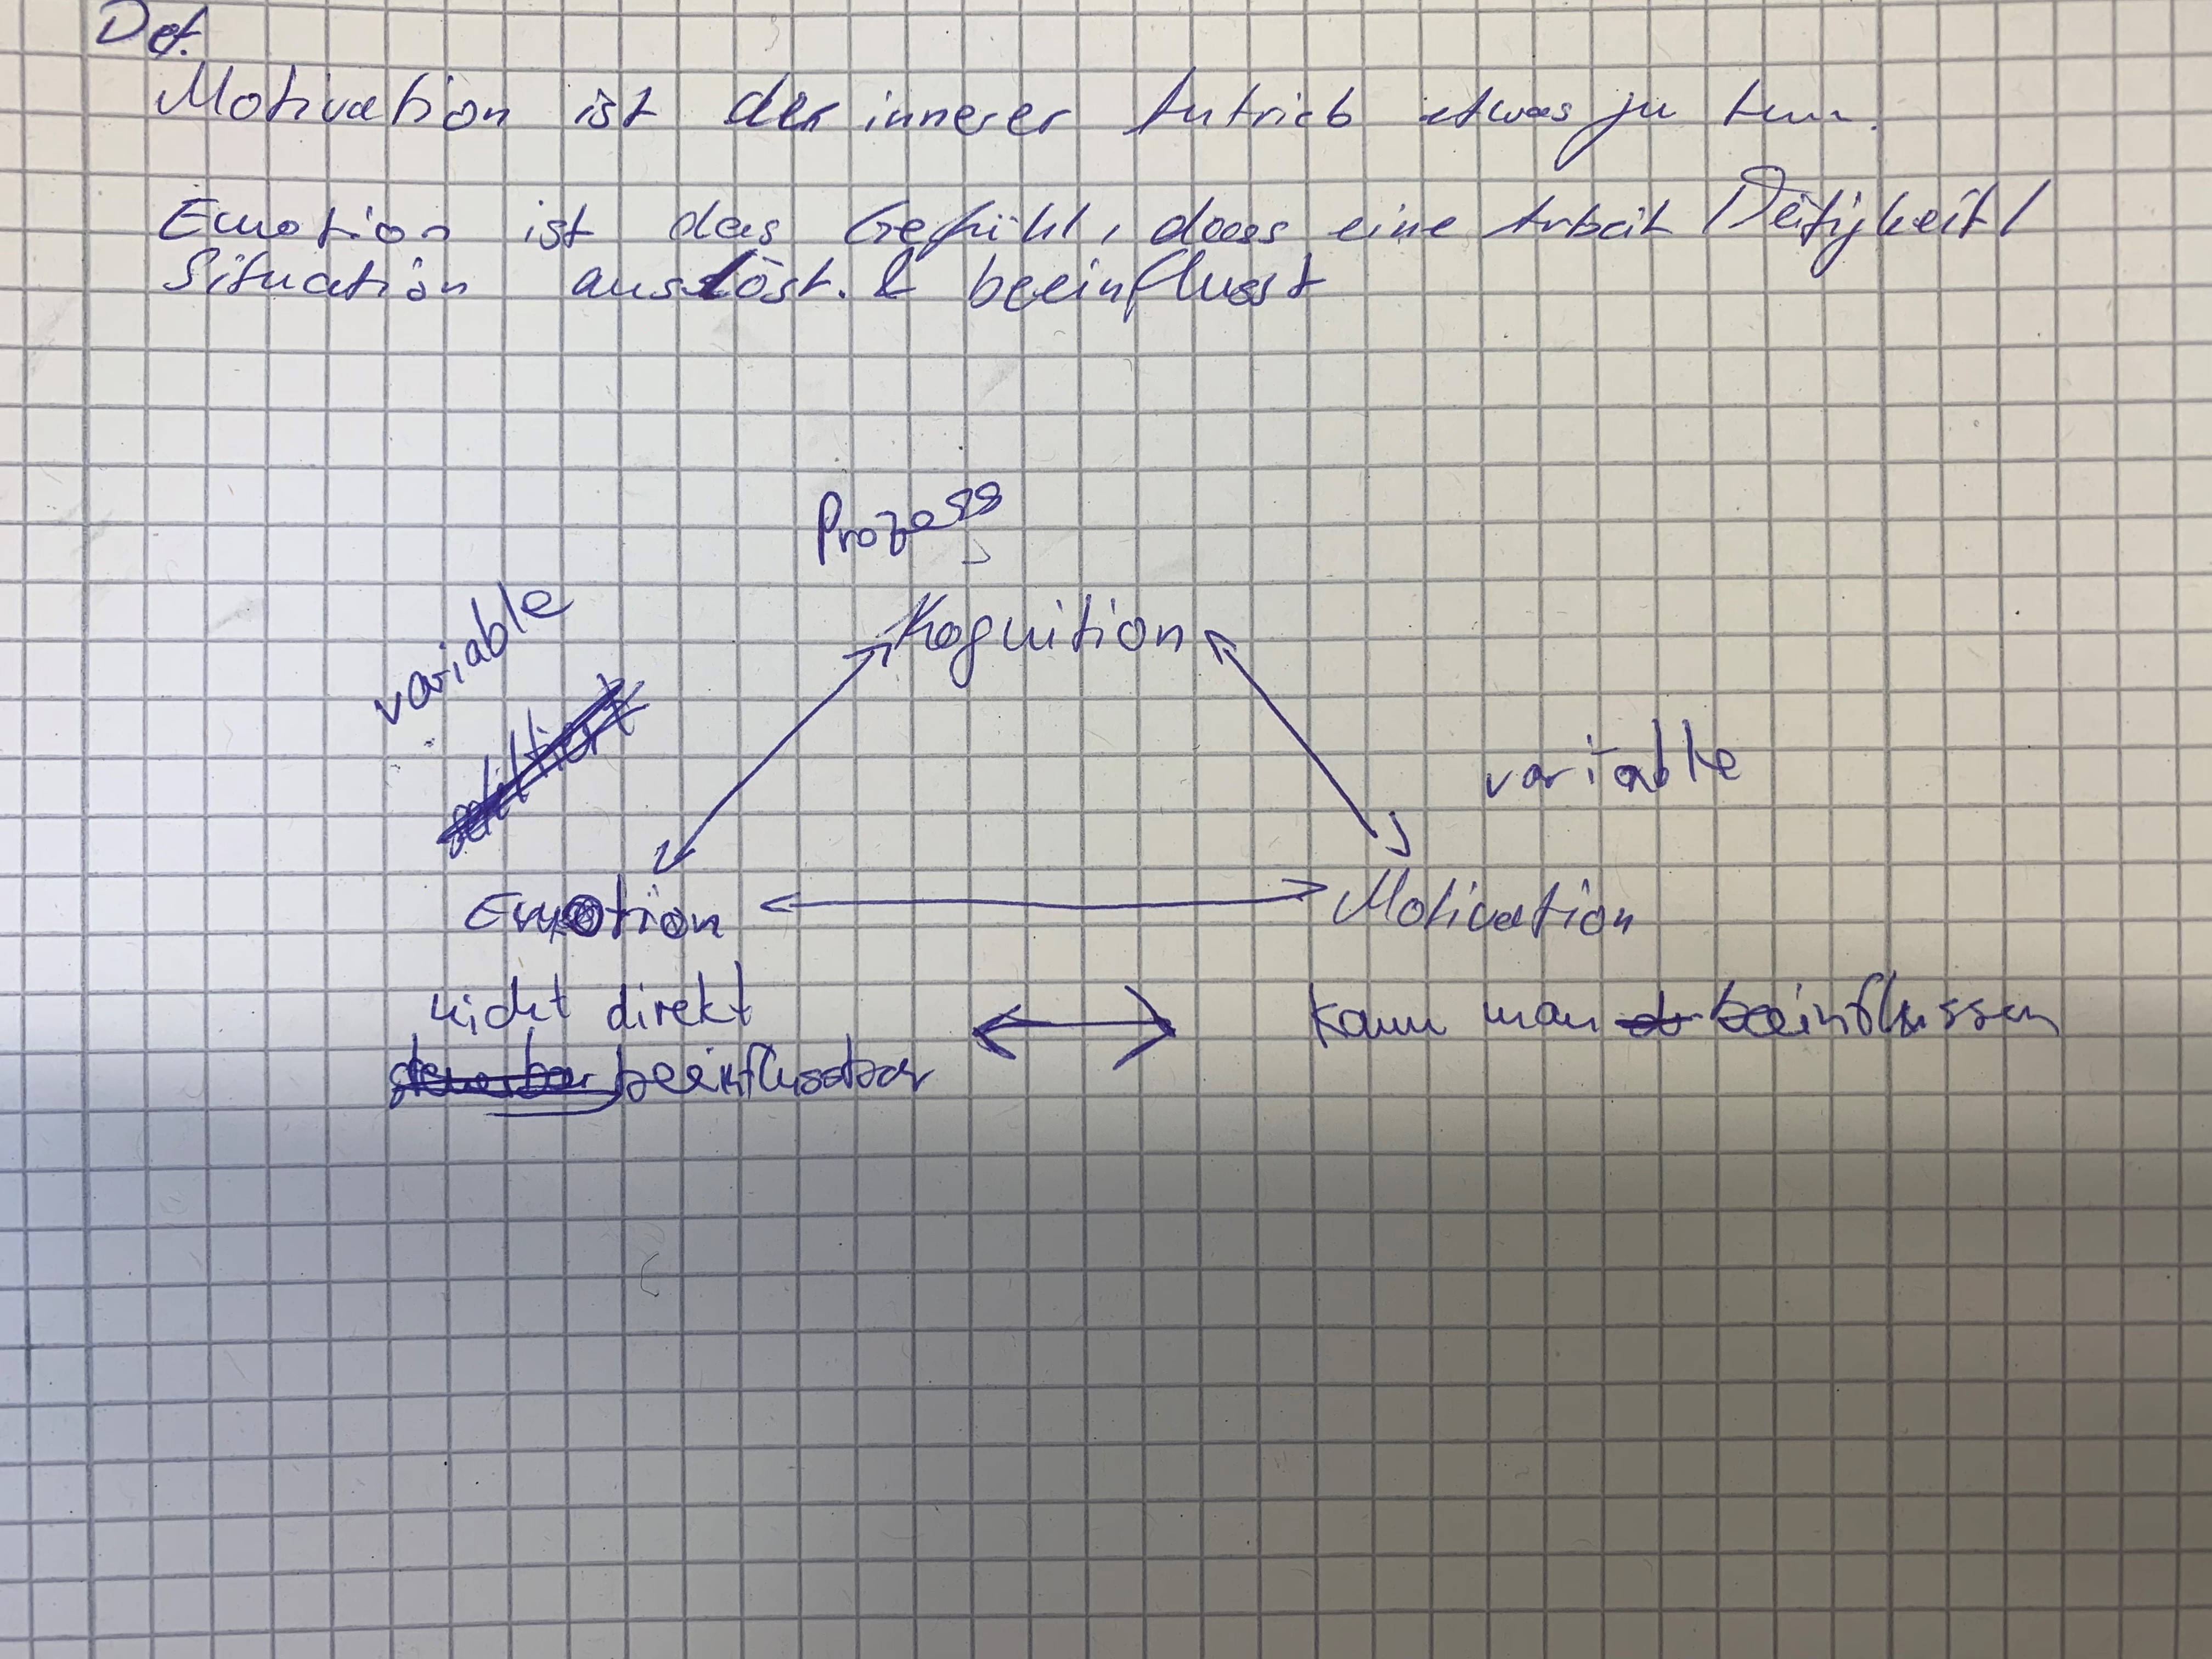 Def.
Motivation ist der innerer Antrieb etwas zu tun.
Emotion ist das Gefühl, dass eine Arbeit / Tätigkeit /
Situation auslöst. & beeinflusst
Prozess
variable
Kognition
variable
Emotion
Motivation
nicht direkt
kann man beeinflussen
steuerbar beeinflussbar